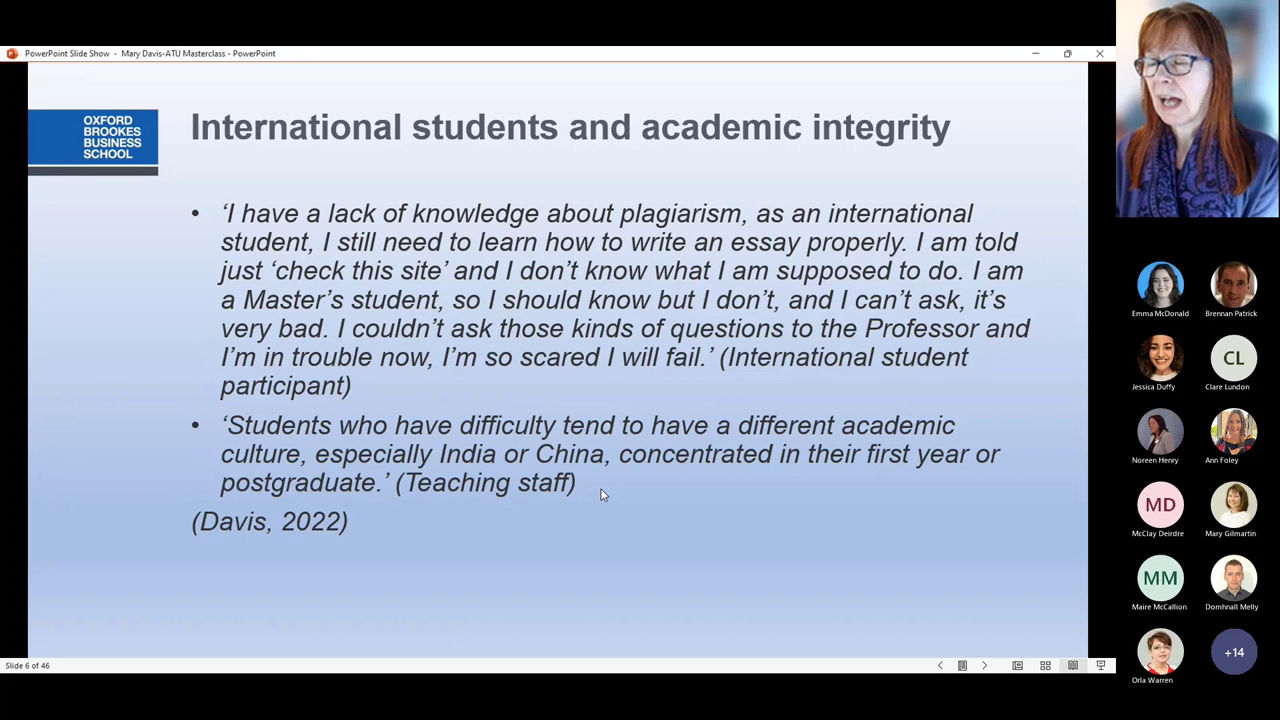 PowerPoint Slide Show - Mary Davis-ATU Masterclass - PowerPoint
OXFORD
BROOKES
BUSINESS
SCHOOL
International students and academic integrity
• ‘I have a lack of knowledge about plagiarism, as an international
student, I still need to learn how to write an essay properly. I am told
just ‘check this site’ and I don’t know what I am supposed to do. I am
a Master’s student, so I should know but I don’t, and I can’t ask, it’s
very bad. I couldn’t ask those kinds of questions to the Professor and
I’m in trouble now, I’m so scared I will fail.’ (International student
participant)
• ‘Students who have difficulty tend to have a different academic
culture, especially India or China, concentrated in their first year or
postgraduate.’ (Teaching staff)
(Davis, 2022)
Slide 6 of 46
Emma McDonald
Brennan Patrick
Jessica Duffy
CL
Clare Lundon
Noreen Henry
Ann Foley
MD
McClay Deirdre
Mary Gilmartin
MM
Maire McCallion
Domhnall Melly
Orla Warren
+14